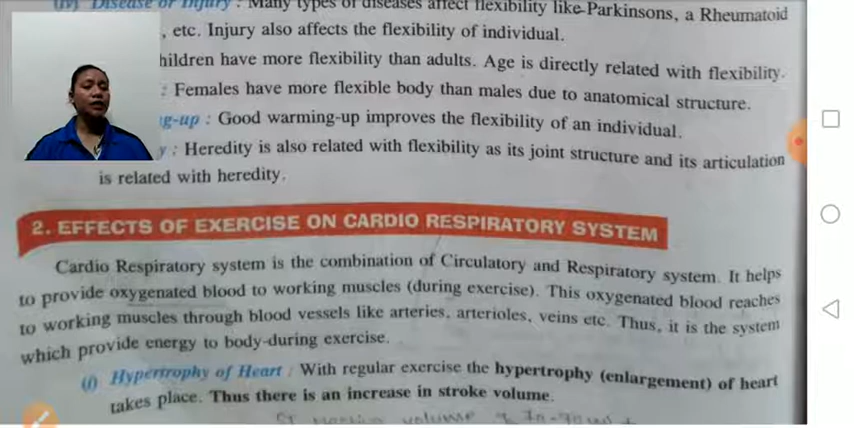 (iv) Disease or Injury : Many types of diseases affect flexibility like Parkinsons, a Rheumatoid
, etc. Injury also affects the flexibility of individual.
hildren have more flexibility than adults. Age is directly related with flexibility.
: Females have more flexible body than males due to anatomical structure.
g-up : Good warming-up improves the flexibility of an individual.
y : Heredity is also related with flexibility as its joint structure and its articulation
is related with heredity.
2. EFFECTS OF EXERCISE ON CARDIO RESPIRATORY SYSTEM
Cardio Respiratory system is the combination of Circulatory and Respiratory system. It helps
to provide oxygenated blood to working muscles (during exercise). This oxygenated blood reaches
to working muscles through blood vessels like arteries, arterioles, veins etc. Thus, it is the system
which provide energy to body-during exercise.
(i) Hypertrophy of Heart : With regular exercise the hypertrophy (enlargement) of heart
takes place. Thus there is an increase in stroke volume.
volume